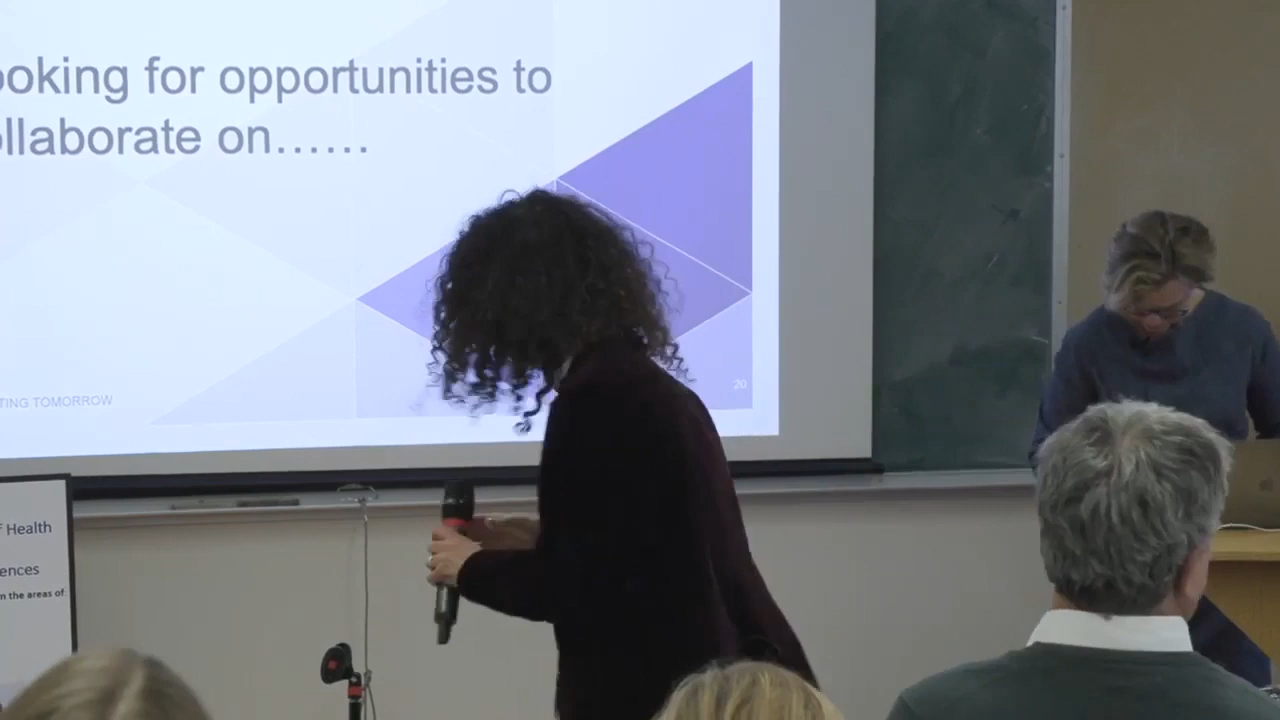 ooking for opportunities to
ollaborate on......
20
TING TOMORROW
f Health
ences
n the areas of: